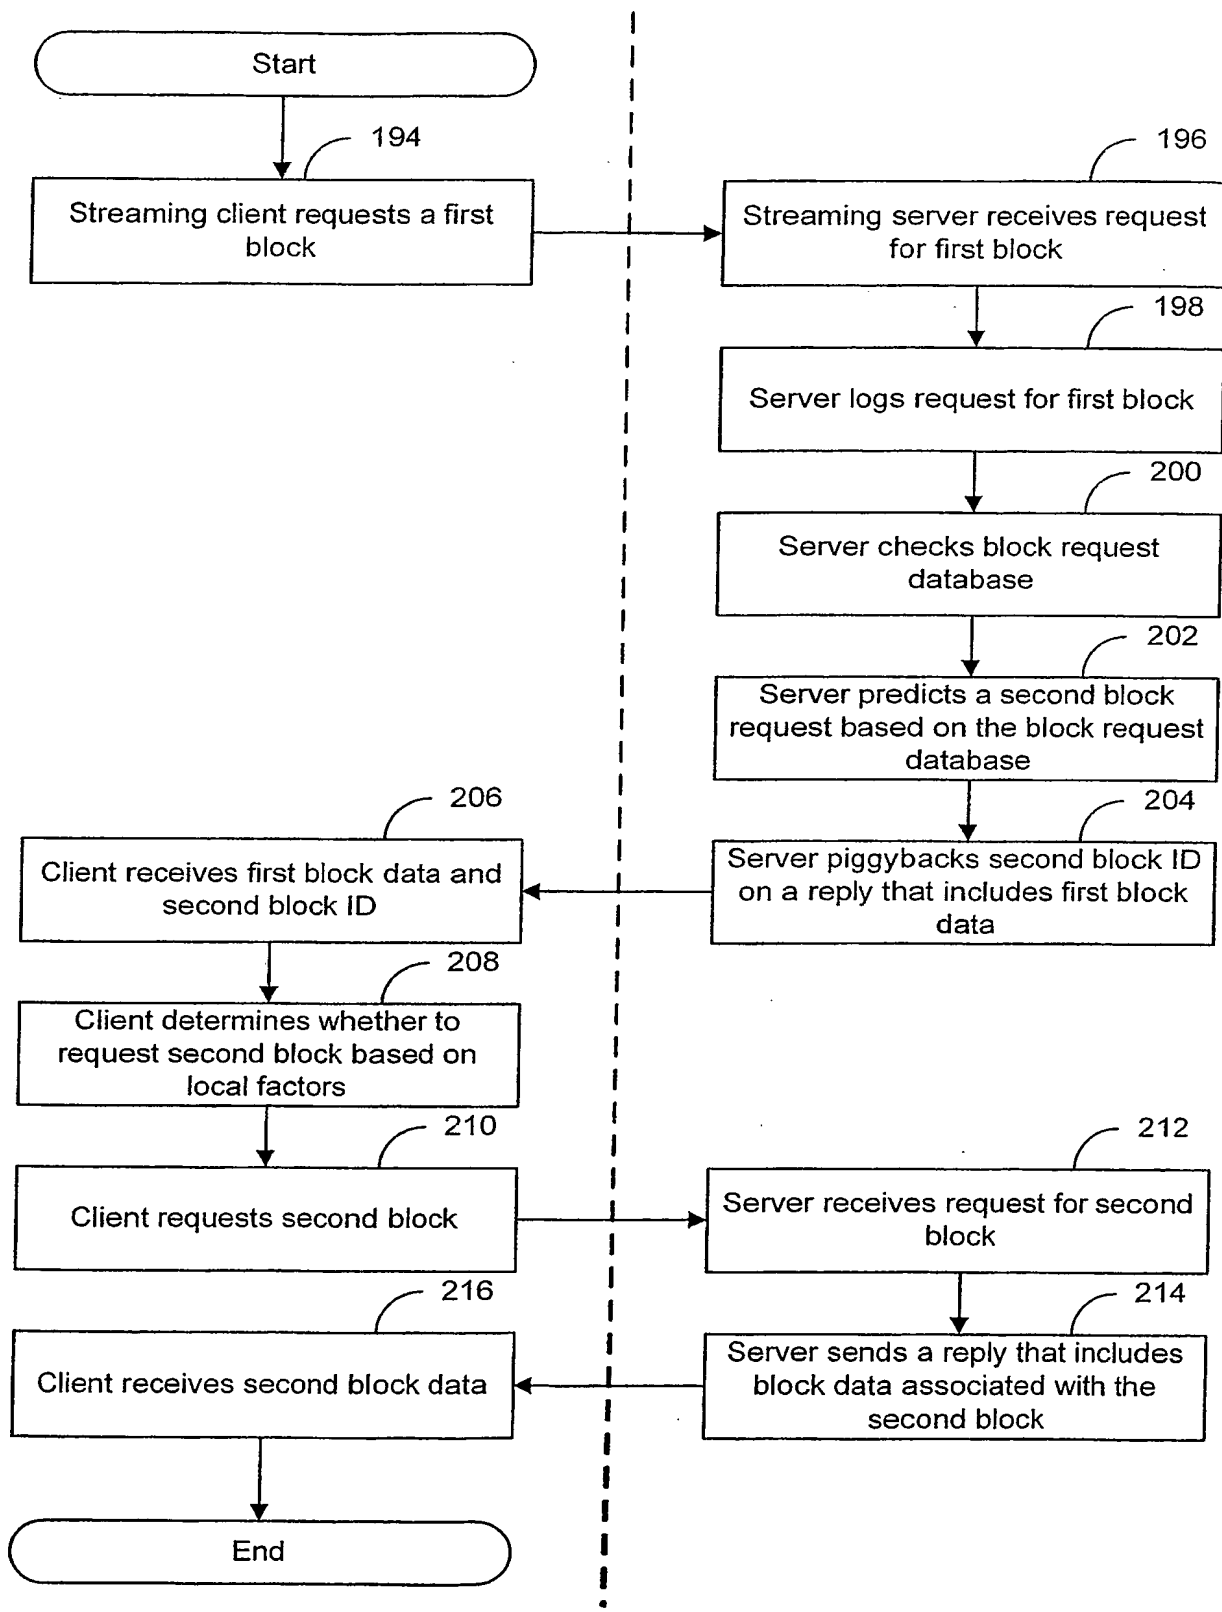 Start
194
Streaming client requests a first
block
196
Streaming server receives request
for first block
198
Server logs request for first block
200
Server checks block request
database
202
Server predicts a second block
request based on the block request
database
204
Server piggybacks second block ID
on a reply that includes first block
data
206
Client receives first block data and
second block ID
208
Client determines whether to
request second block based on
local factors
210
Client requests second block
212
Server receives request for second
block
214
Server sends a reply that includes
block data associated with the
second block
216
Client receives second block data
End